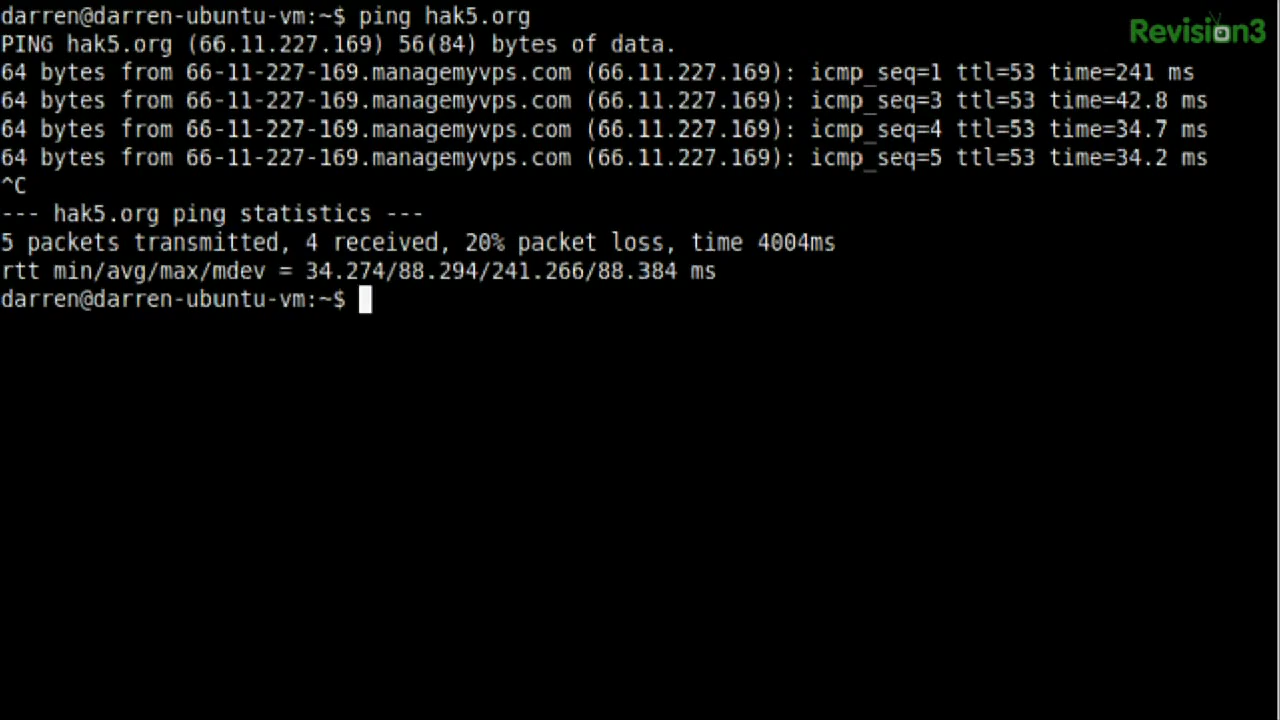 darren@darren-ubuntu-vm:~$ ping hak5.org
Revision3
PING hak5.org (66.11.227.169) 56(84) bytes of data.
64 bytes from 66-11-227-169.managemyvps.com (66.11.227.169): icmp_seq=1 ttl=53 time=241 ms
64 bytes from 66-11-227-169.managemyvps.com (66.11.227.169): icmp_seq=3 ttl=53 time=42.8 ms
64 bytes from 66-11-227-169.managemyvps.com (66.11.227.169): icmp_seq=4 ttl=53 time=34.7 ms
64 bytes from 66-11-227-169.managemyvps.com (66.11.227.169): icmp_seq=5 ttl=53 time=34.2 ms
^C
--- hak5.org ping statistics ---
5 packets transmitted, 4 received, 20% packet loss, time 4004ms
rtt min/avg/max/mdev = 34.274/88.294/241.266/88.384 ms
darren@darren-ubuntu-vm:~$